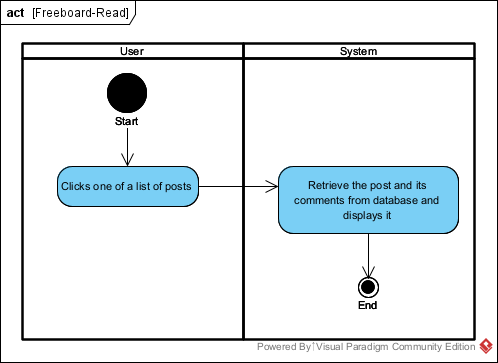 act [Freeboard-Read]
User System
Start
Clicks one of a list of posts
Retrieve the post and its
comments from database and
displays it
End
Powered By Visual Paradigm Community Edition